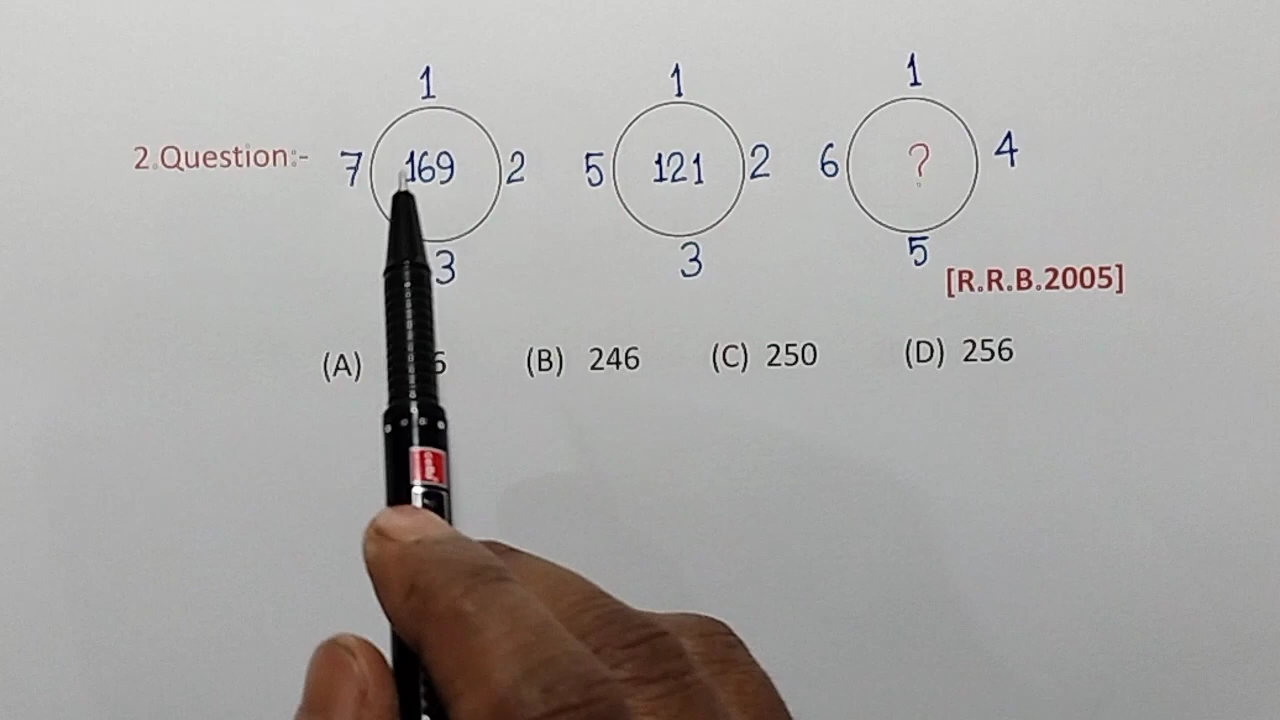 1 1 1
2.Question:- 7 169 2 5 121 2 6 ? 4
3 3 5
[R.R.B.2005]
(A) (B) 246 (C) 250 (D) 256